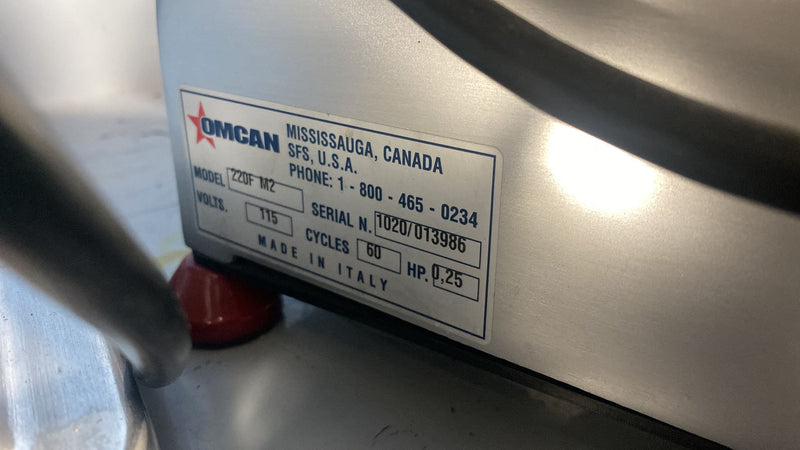 OMCAN
MISSISSAUGA, CANADA
SFS, U.S.A.
PHONE: 1 - 800 - 465 - 0234
MODEL 220F M2
SERIAL N. 1020/013986
VOLTS. 115
CYCLES 60
HP. 0,25
MADE IN ITALY